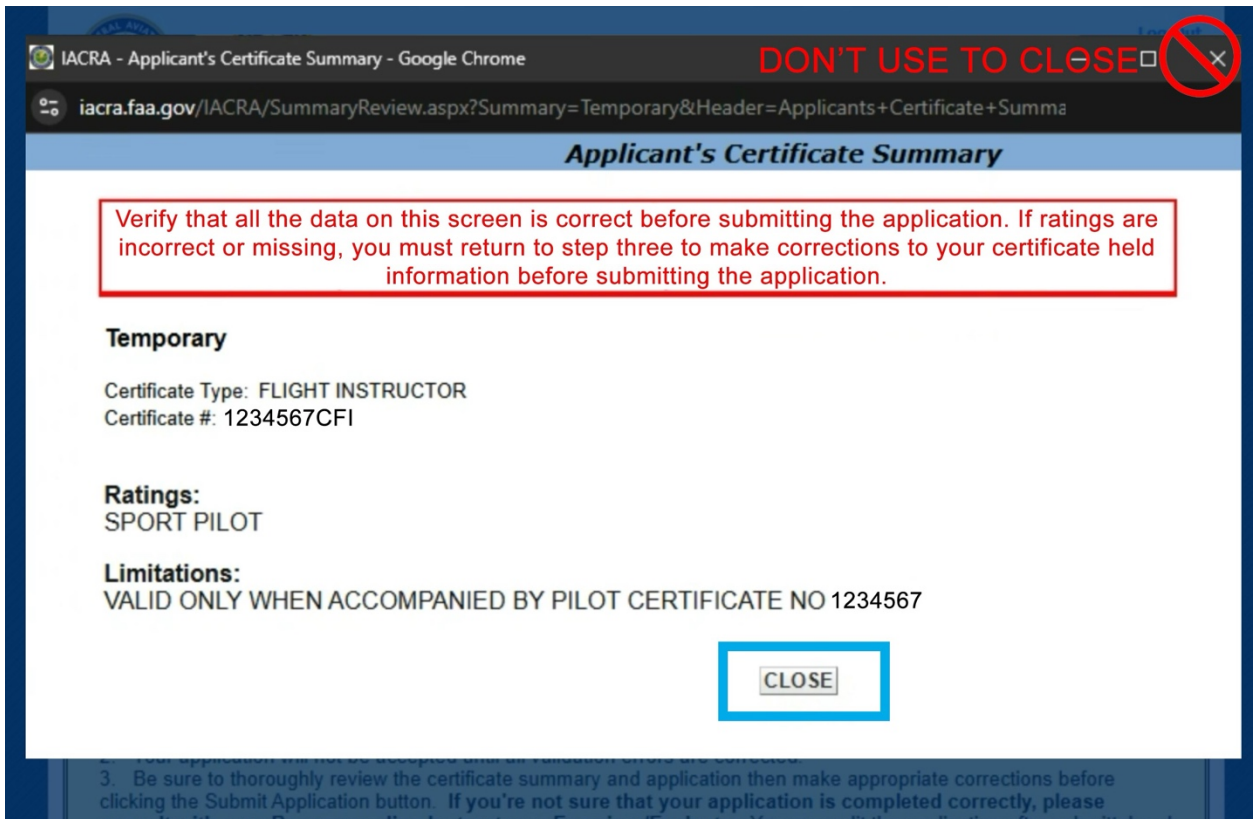 Log Out
IACRA - Applicant's Certificate Summary - Google Chrome
DON'T USE TO CLOSE
iacra.faa.gov/IACRA/SummaryReview.aspx?Summary=Temporary&Header=Applicants+Certificate+Summa
Applicant's Certificate Summary
Verify that all the data on this screen is correct before submitting the application. If ratings are
incorrect or missing, you must return to step three to make corrections to your certificate held
information before submitting the application.
Temporary
Certificate Type: FLIGHT INSTRUCTOR
Certificate #: 1234567CFI
Ratings:
SPORT PILOT
Limitations:
VALID ONLY WHEN ACCOMPANIED BY PILOT CERTIFICATE NO 1234567
CLOSE
2. Your application will not be accepted until all validation errors are corrected.
3. Be sure to thoroughly review the certificate summary and application then make appropriate corrections before
clicking the Submit Application button. If you're not sure that your application is completed correctly, please